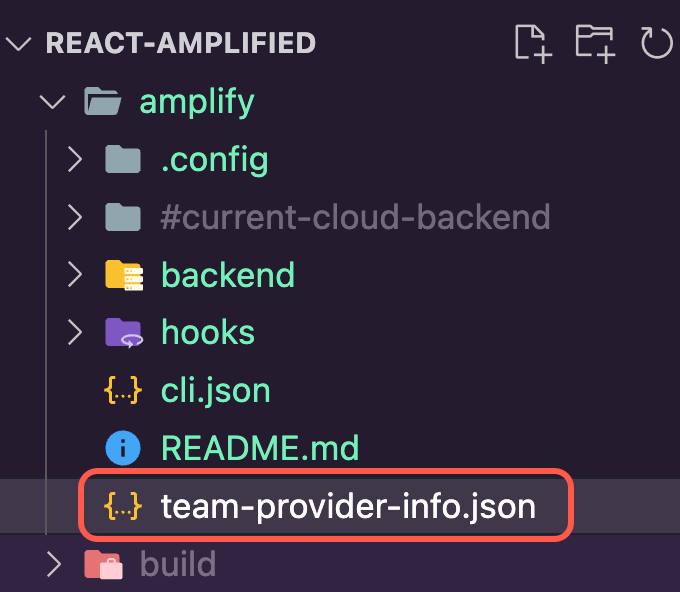 REACT-AMPLIFIED
amplify
.config
#current-cloud-backend
backend
hooks
{...} cli.json
README.md
{...} team-provider-info.json
build